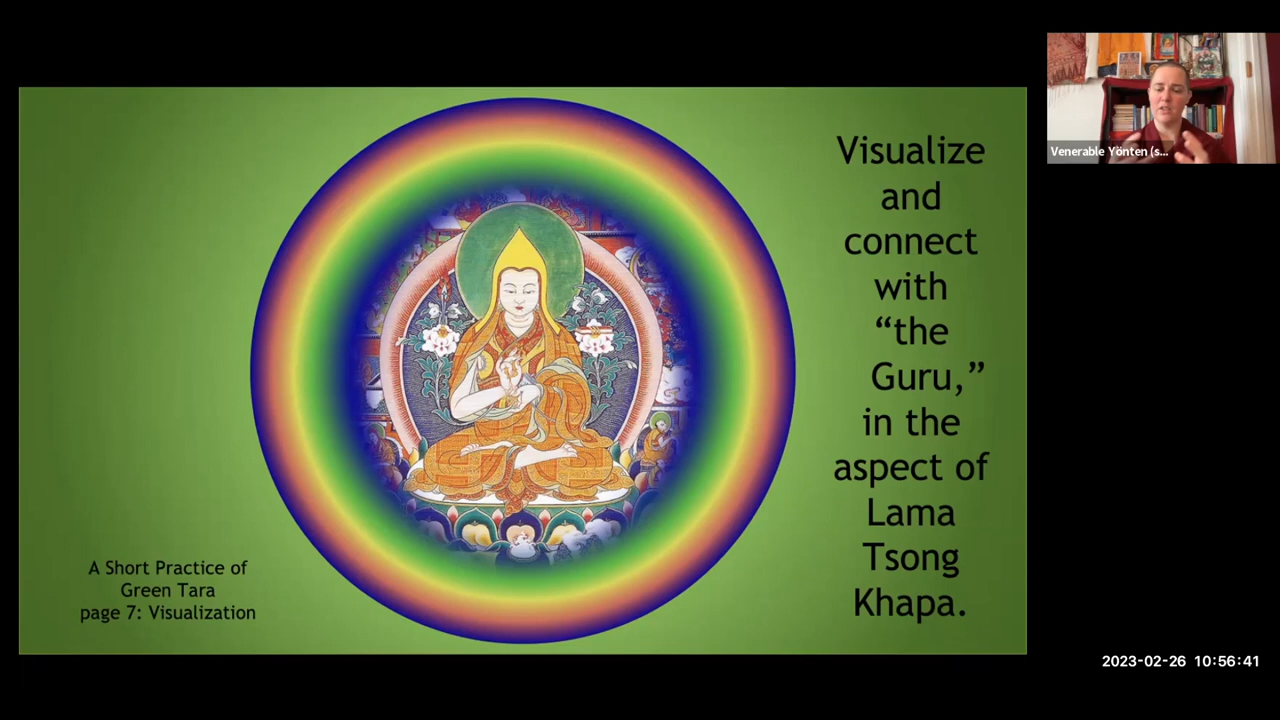 Venerable Yönten (s...
Visualize
and
connect
with
“the
Guru,”
in the
aspect of
Lama
Tsong
Khapa.
A Short Practice of
Green Tara
page 7: Visualization
2023-02-26 10:56:41